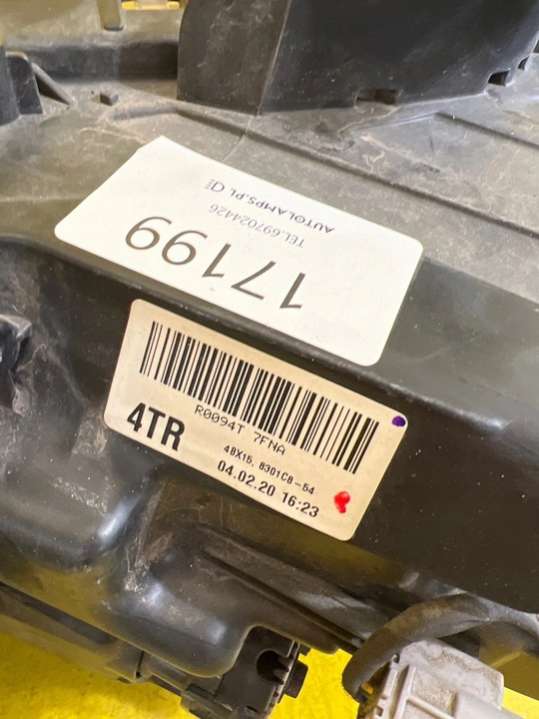 AUTOLAMPS.PL
TEL.697024426
17199
R0094T 7FNA
4TR
48X15, 8301C8-54
04.02.20 16:23